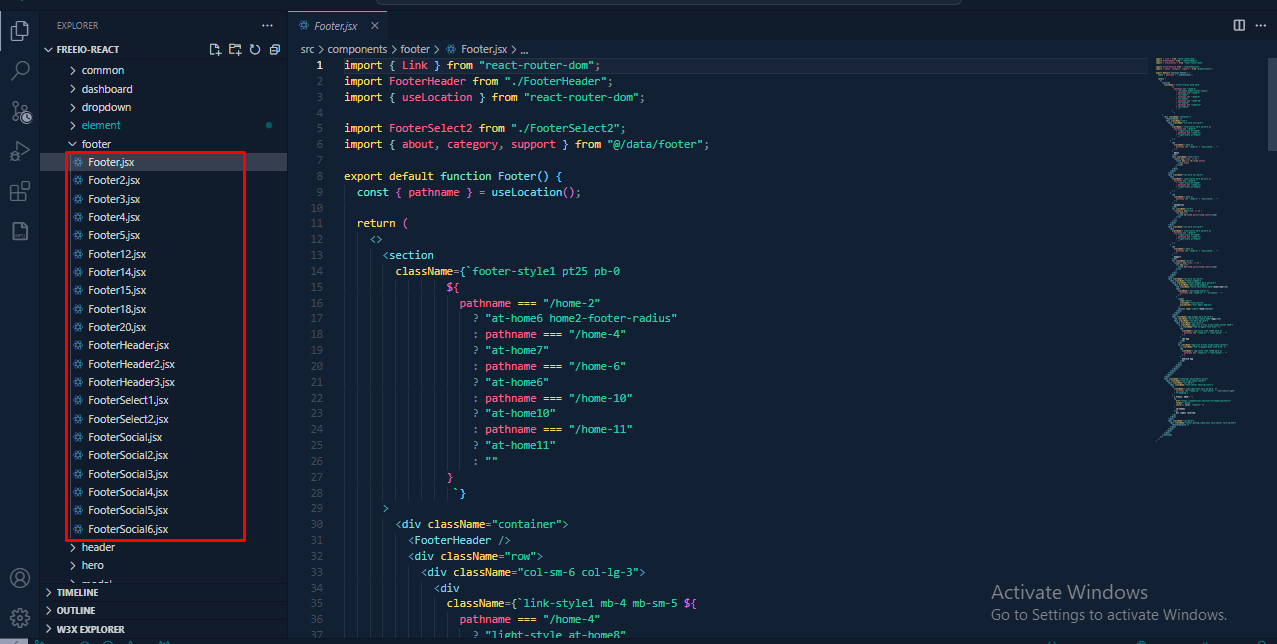 EXPLORER
FREEIO-REACT
common
dashboard
dropdown
element
footer
Footer.jsx
Footer2.jsx
Footer3.jsx
Footer4.jsx
Footer5.jsx
Footer12.jsx
Footer14.jsx
Footer15.jsx
Footer18.jsx
Footer20.jsx
FooterHeader.jsx
FooterHeader2.jsx
FooterHeader3.jsx
FooterSelect1.jsx
FooterSelect2.jsx
FooterSocial.jsx
FooterSocial2.jsx
FooterSocial3.jsx
FooterSocial4.jsx
FooterSocial5.jsx
FooterSocial6.jsx
header
hero
TIMELINE
OUTLINE
W3X EXPLORER
Footer.jsx
src > components > footer > Footer.jsx > ...
1 import { Link } from "react-router-dom";
2 import FooterHeader from "./FooterHeader";
3 import { useLocation } from "react-router-dom";
4
5 import FooterSelect2 from "./FooterSelect2";
6 import { about, category, support } from "@/data/footer";
7
8 export default function Footer() {
9 const { pathname } = useLocation();
10
11 return (
12 <>
13 <section
14 className={`footer-style1 pt25 pb-0
15 ${
16 pathname === "/home-2"
17 ? "at-home6 home2-footer-radius"
18 : pathname === "/home-4"
19 ? "at-home7"
20 : pathname === "/home-6"
21 ? "at-home6"
22 : pathname === "/home-10"
23 ? "at-home10"
24 : pathname === "/home-11"
25 ? "at-home11"
26 : ""
27 }
28 `}
29 >
30 <div className="container">
31 <FooterHeader />
32 <div className="row">
33 <div className="col-sm-6 col-lg-3">
34 <div
35 className={`link-style1 mb-4 mb-sm-5 ${
36 pathname === "/home-4"
37 ? "light-style at-home8"
Activate Windows
Go to Settings to activate Windows.